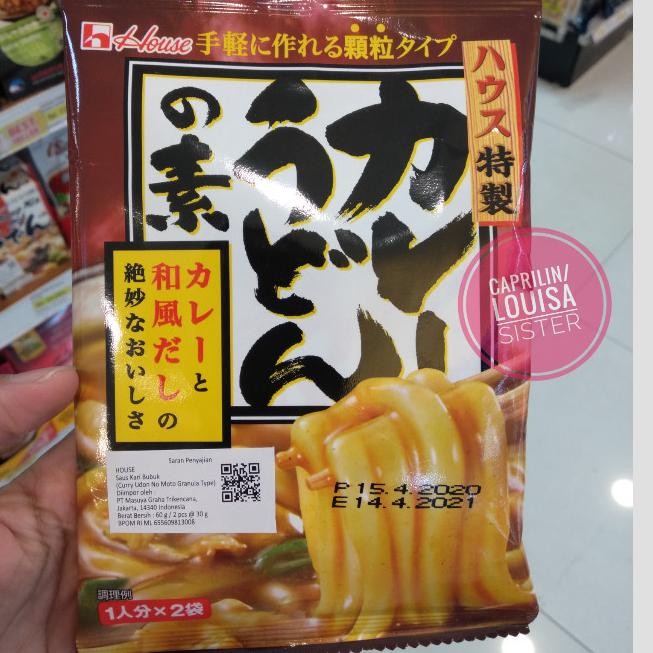 House
手軽に作れる顆粒タイプ
ハウス特製
カレー
うどん
の素
カレーと
和風だしの
絶妙なおいしさ
CAPRILIN/
LOUISA
SISTER
Saran Penyajian
HOUSE
Saus Kari Bubuk
(Curry Udon No Moto Granula Type)
Diimpor oleh :
PT Masuya Graha Trikencana,
Jakarta, 14340 Indonesia
Berat Bersih : 60 g / 2 pcs @ 30 g
BPOM RI ML 655609813008
P 15.4.2020
E 14.4.2021
調理例
1人分×2袋